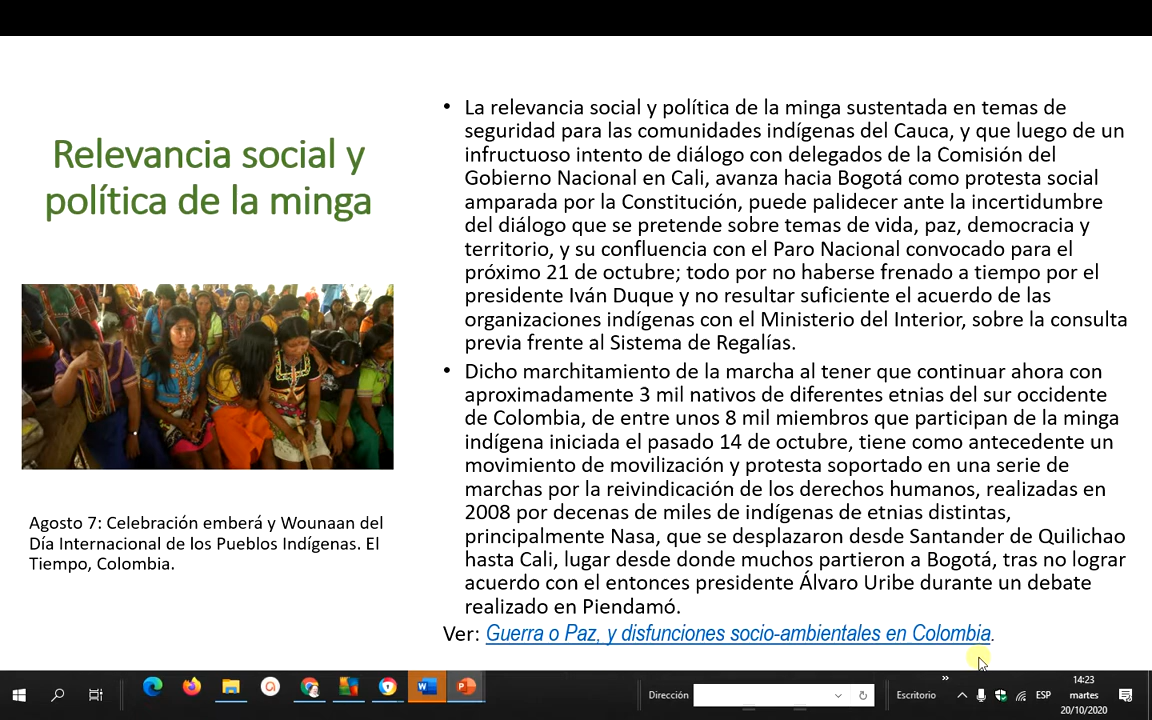 Relevancia social y
política de la minga
Agosto 7: Celebración emberá y Wounaan del
Día Internacional de los Pueblos Indígenas. El
Tiempo, Colombia.
• La relevancia social y política de la minga sustentada en temas de
seguridad para las comunidades indígenas del Cauca, y que luego de un
infructuoso intento de diálogo con delegados de la Comisión del
Gobierno Nacional en Cali, avanza hacia Bogotá como protesta social
amparada por la Constitución, puede palidecer ante la incertidumbre
del diálogo que se pretende sobre temas de vida, paz, democracia y
territorio, y su confluencia con el Paro Nacional convocado para el
próximo 21 de octubre; todo por no haberse frenado a tiempo por el
presidente Iván Duque y no resultar suficiente el acuerdo de las
organizaciones indígenas con el Ministerio del Interior, sobre la consulta
previa frente al Sistema de Regalías.
• Dicho marchitamiento de la marcha al tener que continuar ahora con
aproximadamente 3 mil nativos de diferentes etnias del sur occidente
de Colombia, de entre unos 8 mil miembros que participan de la minga
indígena iniciada el pasado 14 de octubre, tiene como antecedente un
movimiento de movilización y protesta soportado en una serie de
marchas por la reivindicación de los derechos humanos, realizadas en
2008 por decenas de miles de indígenas de etnias distintas,
principalmente Nasa, que se desplazaron desde Santander de Quilichao
hasta Cali, lugar desde donde muchos partieron a Bogotá, tras no lograr
acuerdo con el entonces presidente Álvaro Uribe durante un debate
realizado en Piendamó.
Ver: Guerra o Paz, y disfunciones socio-ambientales en Colombia.
Dirección
Escritorio
ESP
14:23
martes
20/10/2020